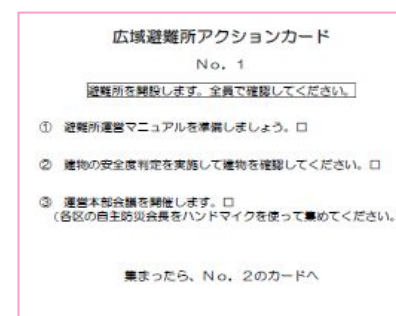 広域避難所アクションカード
No. 1
避難所を開設します。全員で確認してください。
① 避難所運営マニュアルを準備しましょう。□
② 建物の安全度判定を実施して建物を確認してください。□
③ 運営本部会議を開催します。□
(各区の自主防災会長をハンドマイクを使って集めてください。
集まったら、No. 2のカードへ